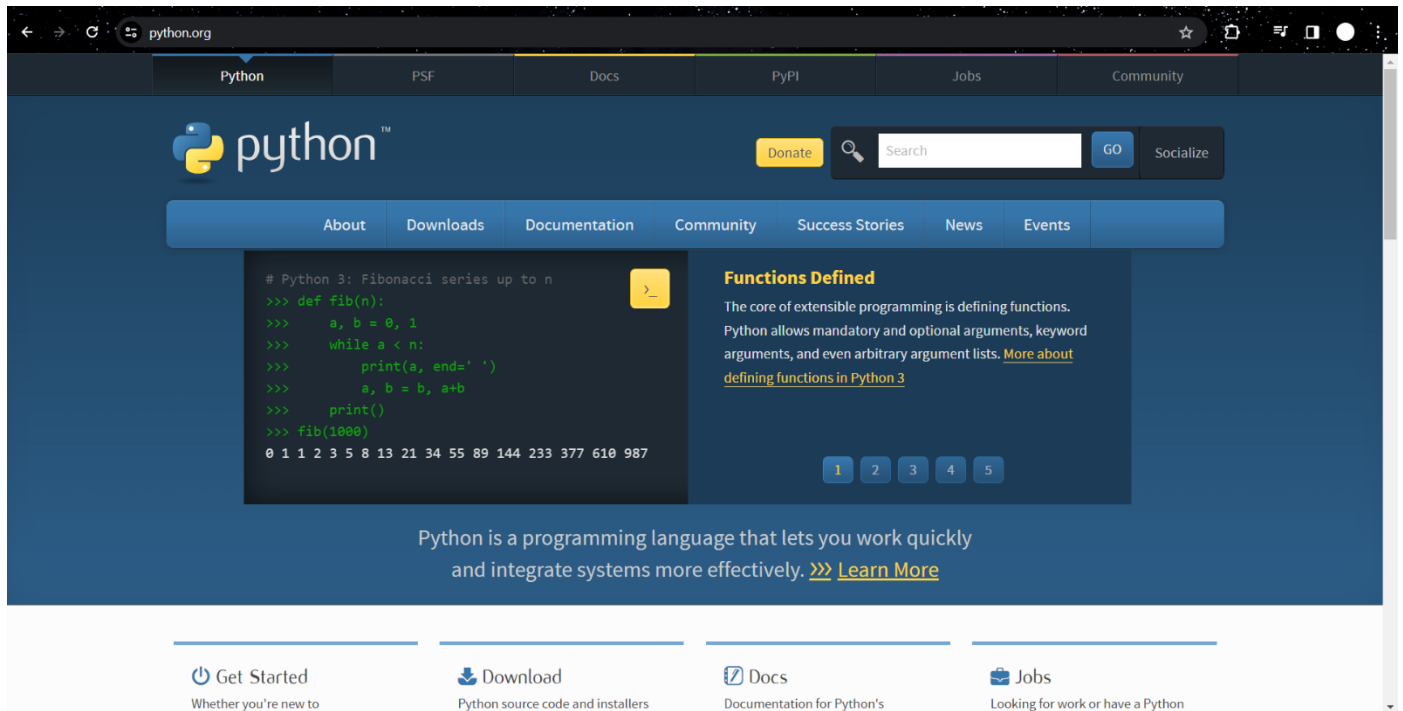 python.org
Python PSF Docs PyPI Jobs Community
python™
Donate Search GO Socialize
About Downloads Documentation Community Success Stories News Events
# Python 3: Fibonacci series up to n
>>> def fib(n):
>>>     a, b = 0, 1
>>>     while a < n:
>>>         print(a, end=' ')
>>>         a, b = b, a+b
>>>     print()
>>> fib(1000)
0 1 1 2 3 5 8 13 21 34 55 89 144 233 377 610 987
>_
Functions Defined
The core of extensible programming is defining functions.
Python allows mandatory and optional arguments, keyword
arguments, and even arbitrary argument lists. More about
defining functions in Python 3
1 2 3 4 5
Python is a programming language that lets you work quickly
and integrate systems more effectively. >>> Learn More
Get Started
Whether you're new to
Download
Python source code and installers
Docs
Documentation for Python's
Jobs
Looking for work or have a Python